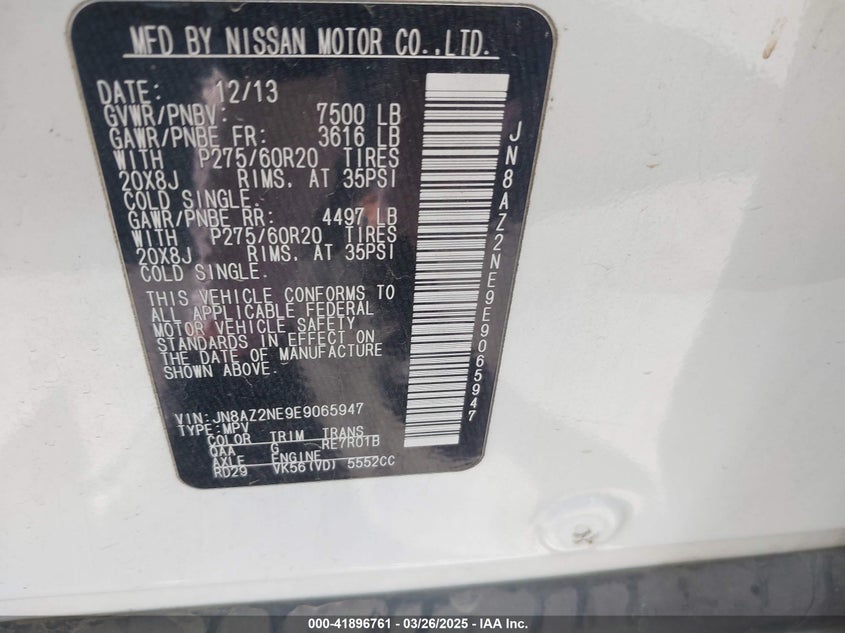 MFD BY NISSAN MOTOR CO.,LTD.
DATE: 12/13
GVWR/PNBV: 7500 LB
GAWR/PNBE FR: 3616 LB
WITH P275/60R20 TIRES
20X8J RIMS, AT 35PSI
COLD SINGLE.
GAWR/PNBE RR: 4497 LB
WITH P275/60R20 TIRES
20X8J RIMS, AT 35PSI
COLD SINGLE.
THIS VEHICLE CONFORMS TO
ALL APPLICABLE FEDERAL
MOTOR VEHICLE SAFETY
STANDARDS IN EFFECT ON
THE DATE OF MANUFACTURE
SHOWN ABOVE.
VIN:JN8AZ2NE9E9065947
TYPE:MPV
COLOR TRIM TRANS
QAA G RE7R01B
AXLE ENGINE
RD29 VK56(VD) 5552CC
JN8AZ2NE9E9065947
000-41896761 - 03/26/2025 - IAA Inc.